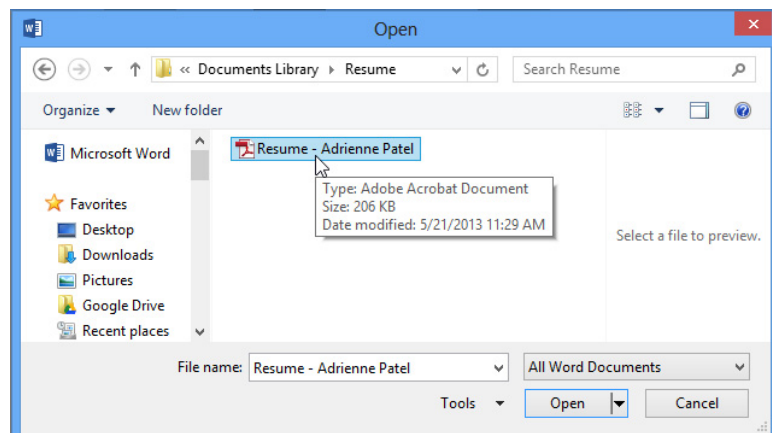 Open
« Documents Library ▸ Resume
Search Resume
Organize ▾ New folder
Microsoft Word
Resume - Adrienne Patel
Type: Adobe Acrobat Document
Size: 206 KB
Date modified: 5/21/2013 11:29 AM
Favorites
Desktop
Downloads
Pictures
Google Drive
Recent places
Select a file to preview.
File name: Resume - Adrienne Patel
All Word Documents
Tools
Open
Cancel